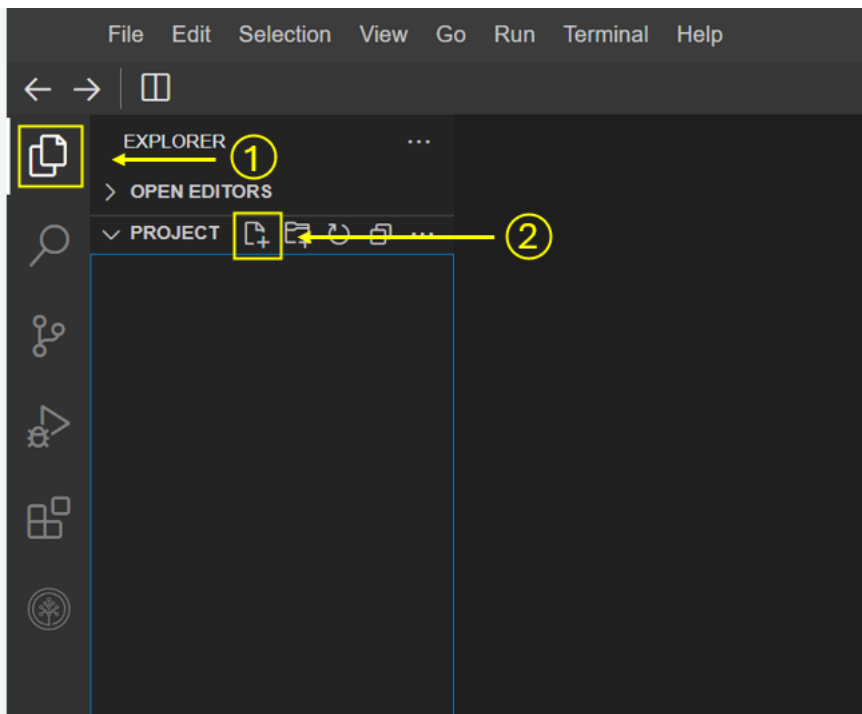 File Edit Selection View Go Run Terminal Help
EXPLORER
1
OPEN EDITORS
PROJECT
2